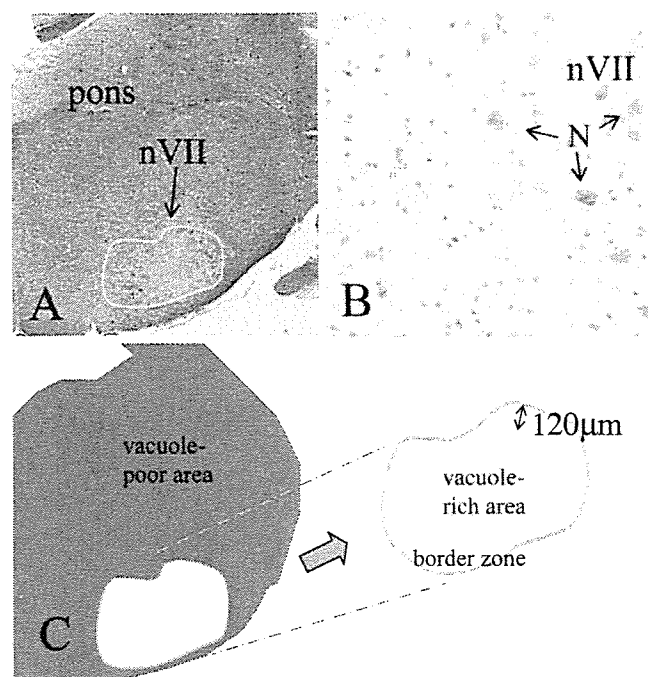 pons
nVII
A
nVII
N
B
vacuole-
poor area
C
120μm
vacuole-
rich area
border zone